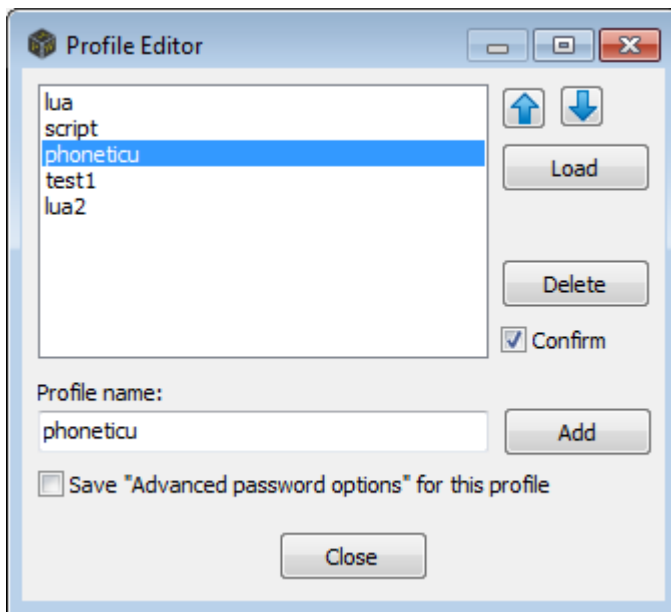 Profile Editor
lua
script
phoneticu
test1
lua2
Load
Delete
Confirm
Profile name:
phoneticu
Add
Save "Advanced password options" for this profile
Close